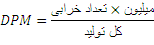 DPM = میلیون × تعداد خرابی / کل تولید